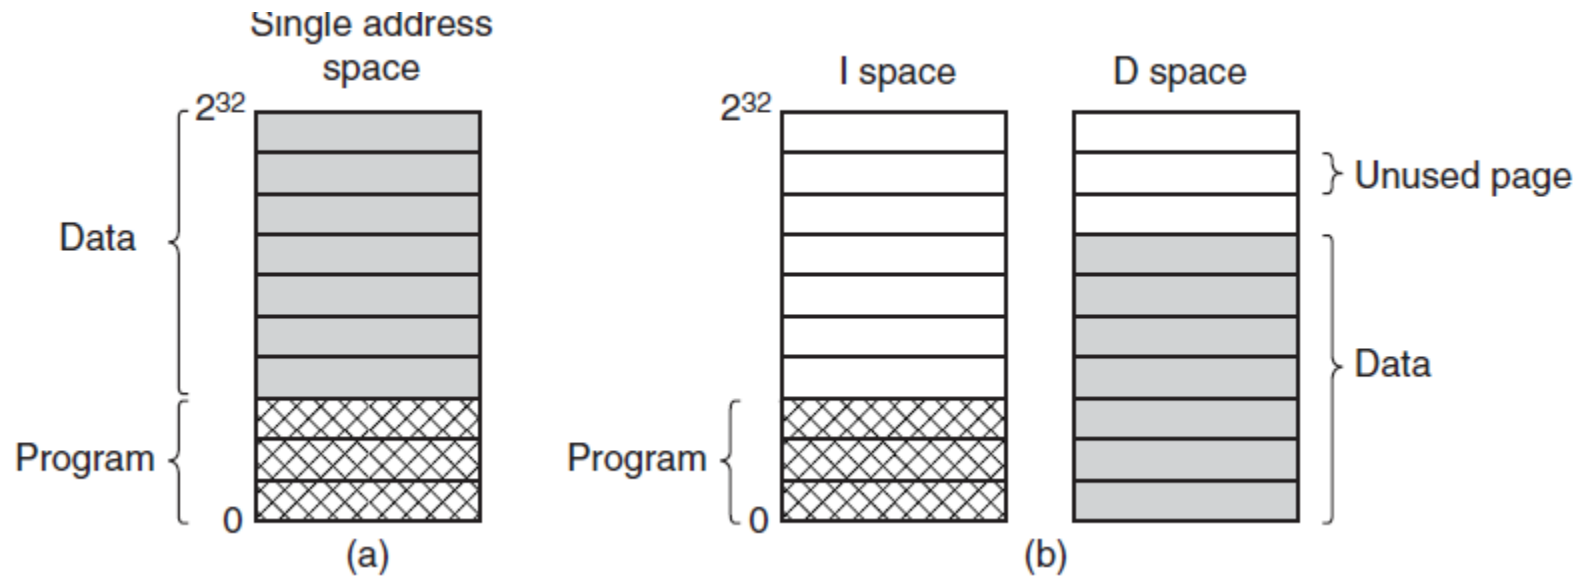 Single address
space
I space
D space
2³²
2³²
Unused page
Data
Data
Program
Program
0
0
(a)
(b)